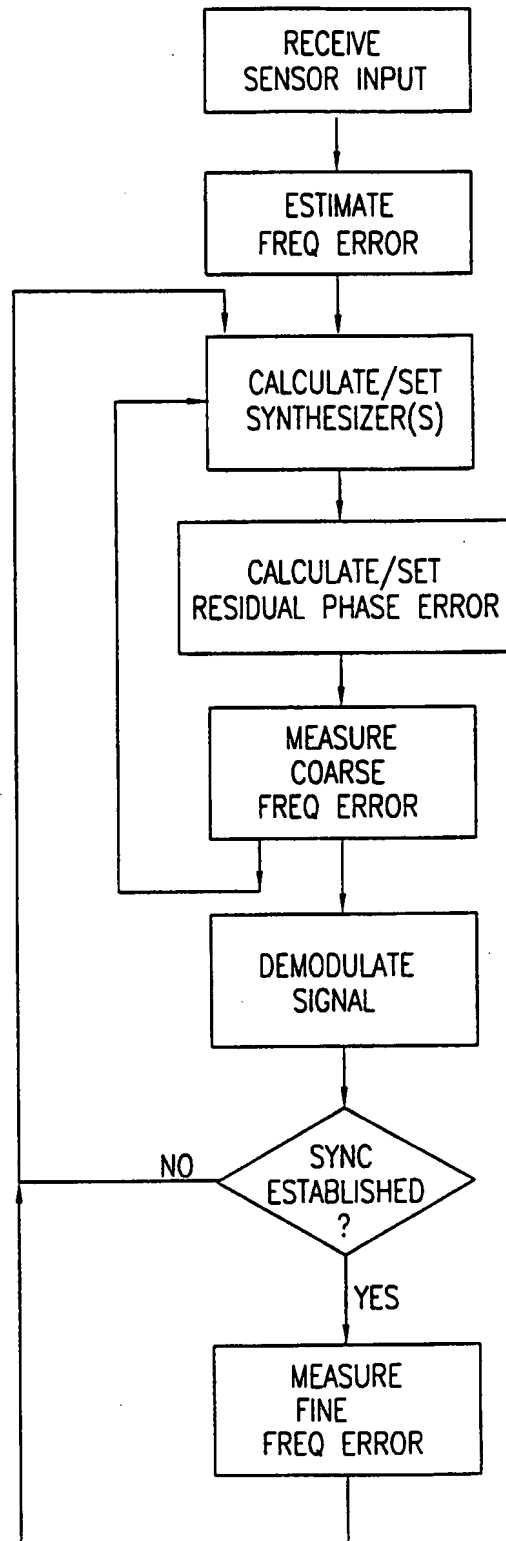 RECEIVE
SENSOR INPUT
ESTIMATE
FREQ ERROR
CALCULATE/SET
SYNTHESIZER(S)
CALCULATE/SET
RESIDUAL PHASE ERROR
MEASURE
COARSE
FREQ ERROR
DEMODULATE
SIGNAL
NO
SYNC
ESTABLISHED
?
YES
MEASURE
FINE
FREQ ERROR